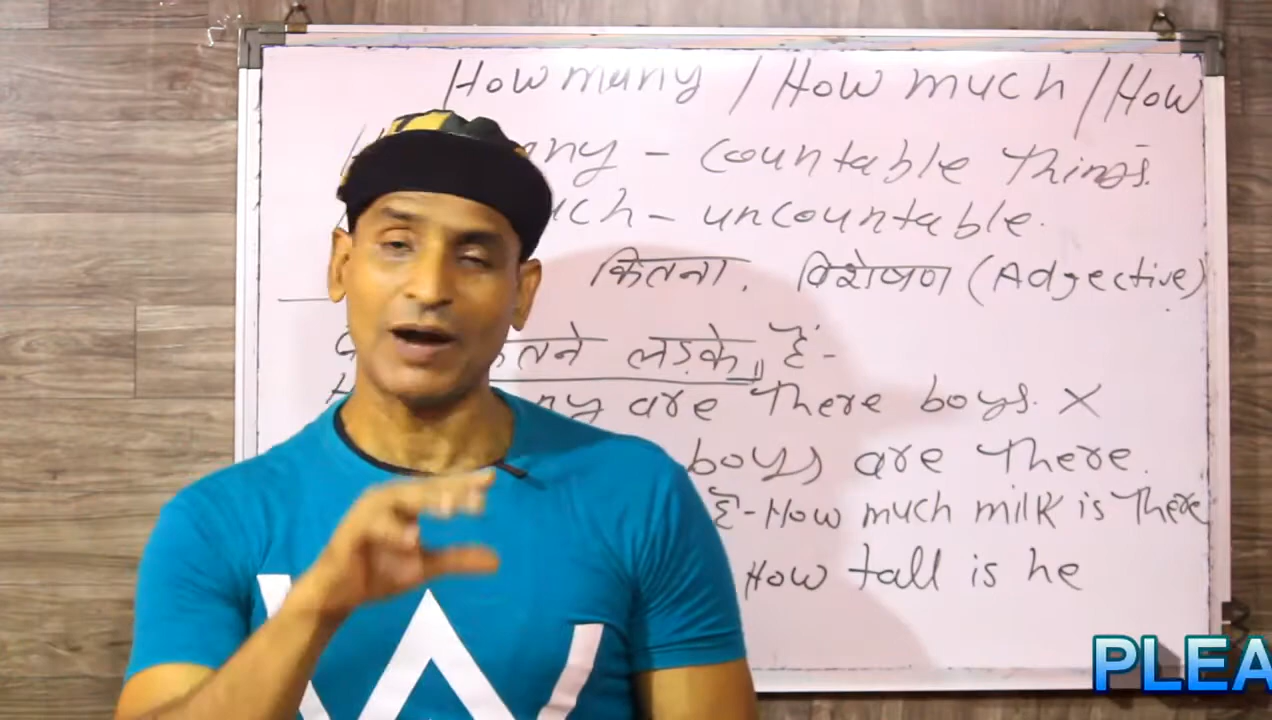 How many / How much / How
any - countable things.
uch - uncountable.
कितना . विशेषण (Adjective)
तने लड़के हैं -
ny are there boys. X
boys are there.
है - How much milk is there
How tall is he
PLEA